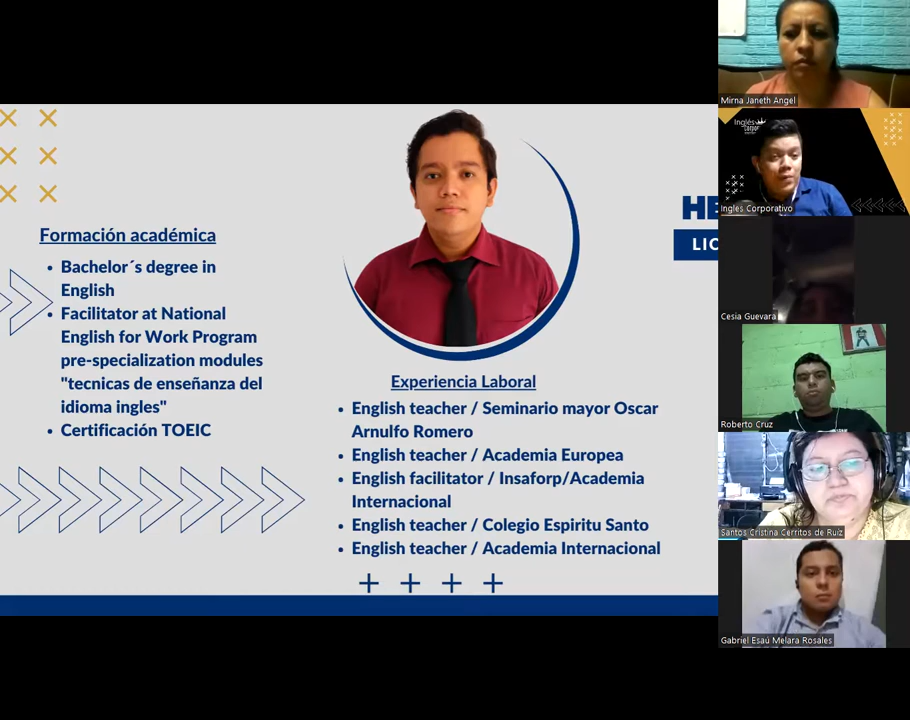 Formación académica
• Bachelor´s degree in
English
• Facilitator at National
English for Work Program
pre-specialization modules
"tecnicas de enseñanza del
idioma ingles"
• Certificación TOEIC
Experiencia Laboral
• English teacher / Seminario mayor Oscar
Arnulfo Romero
• English teacher / Academia Europea
• English facilitator / Insaforp/Academia
Internacional
• English teacher / Colegio Espiritu Santo
• English teacher / Academia Internacional
HE
LIC
Mirna Janeth Angel
Inglés
corpor
Inglés Corporativo
Cesia Guevara
Roberto Cruz
Santos Cristina Cerritos de Ruíz
Gabriel Esaú Melara Rosales